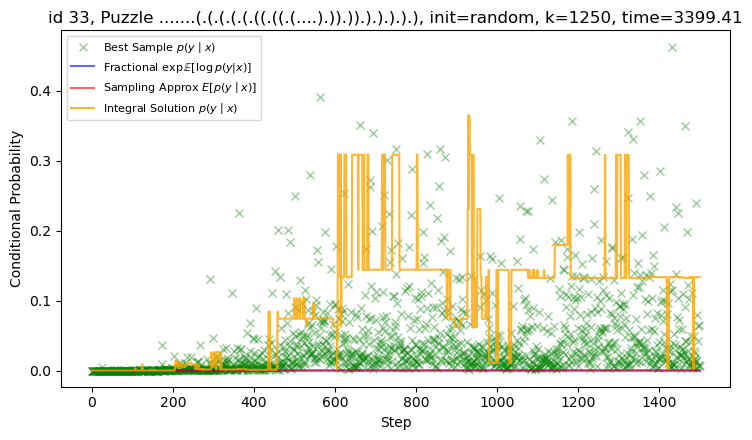 id 33, Puzzle .......(.(.(.(.(.((.((.(....).)).)).).).).).), init=random, k=1250, time=3399.41
Best Sample p(y | x)
Fractional exp𝔼[log p(y|x)]
Sampling Approx E[p(y | x)]
Integral Solution p(y | x)
Conditional Probability
0.4
0.3
0.2
0.1
0.0
0 200 400 600 800 1000 1200 1400
Step